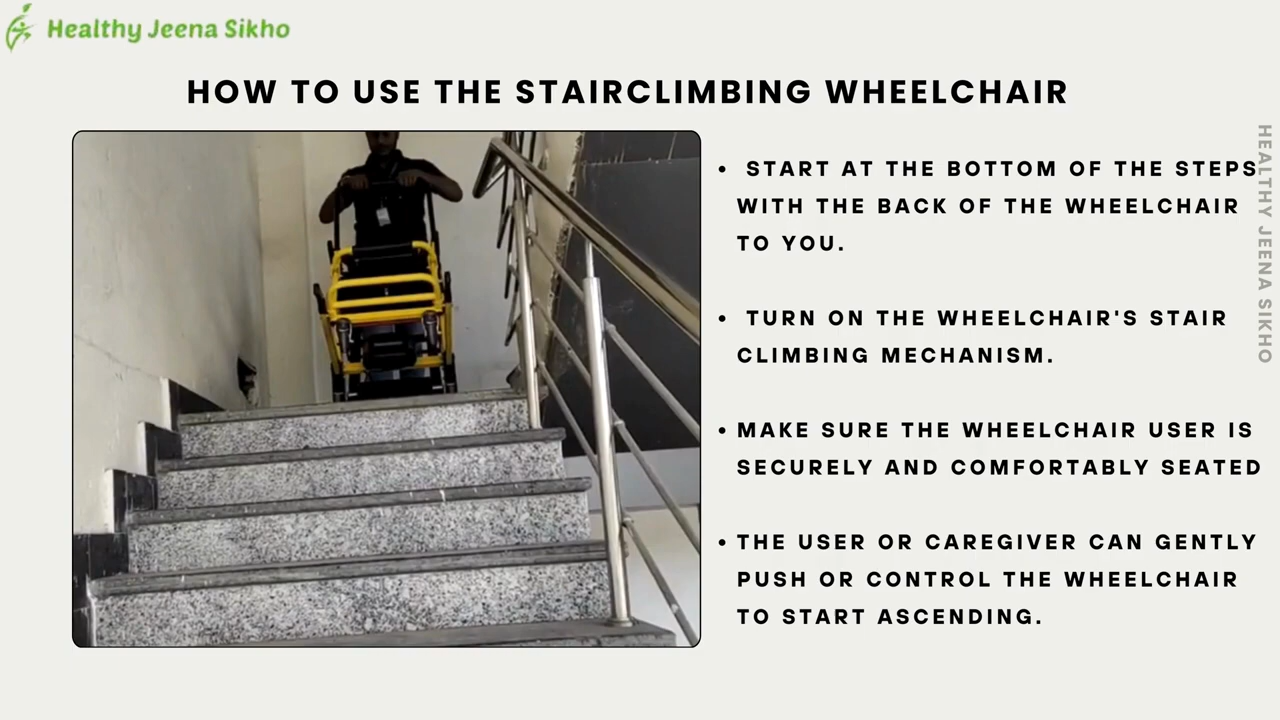 Healthy Jeena Sikho
HOW TO USE THE STAIRCLIMBING WHEELCHAIR
• START AT THE BOTTOM OF THE STEPS
WITH THE BACK OF THE WHEELCHAIR
TO YOU.
• TURN ON THE WHEELCHAIR'S STAIR
CLIMBING MECHANISM.
• MAKE SURE THE WHEELCHAIR USER IS
SECURELY AND COMFORTABLY SEATED
• THE USER OR CAREGIVER CAN GENTLY
PUSH OR CONTROL THE WHEELCHAIR
TO START ASCENDING.
HEALTHY JEENA SIKHO